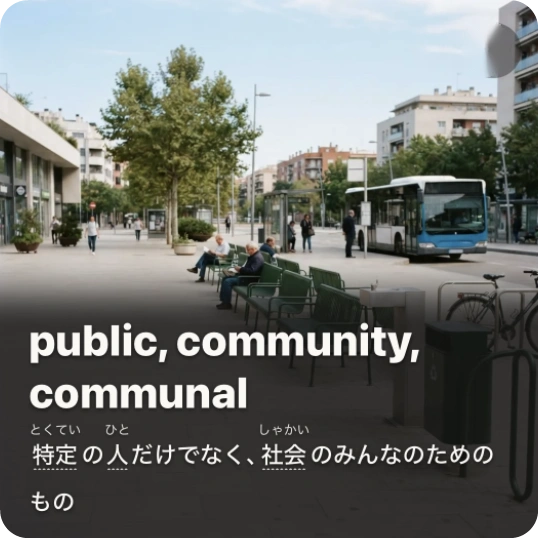 public, community,
communal
とくてい ひと しゃかい
特定の人だけでなく、社会のみんなのための
もの